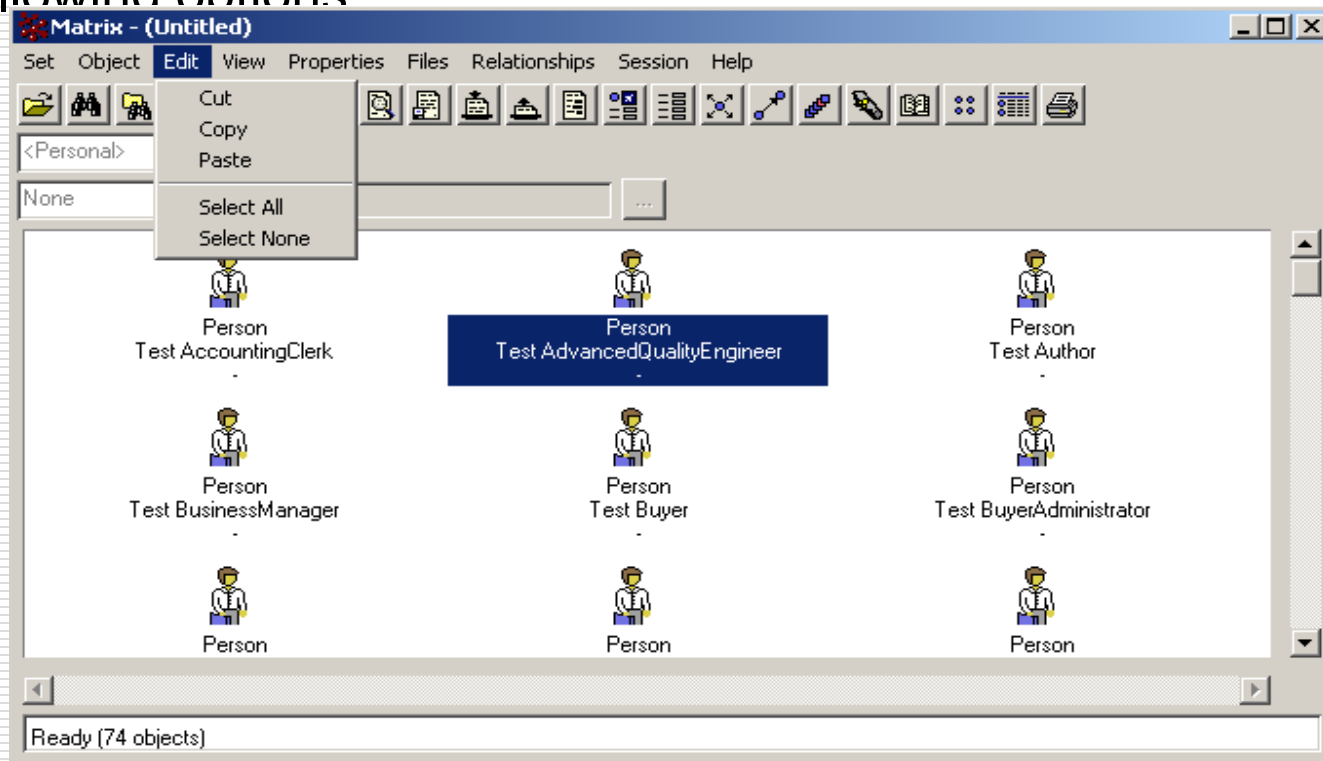 lowing options
Matrix - (Untitled)
Set Object Edit View Properties Files Relationships Session Help
Cut
Copy
<Personal>
Paste
None
...
Select All
Select None
Person Person Person
Test AccountingClerk Test AdvancedQualityEngineer Test Author
- - -
Person Person Person
Test BusinessManager Test Buyer Test BuyerAdministrator
- - -
Person Person Person
Ready (74 objects)